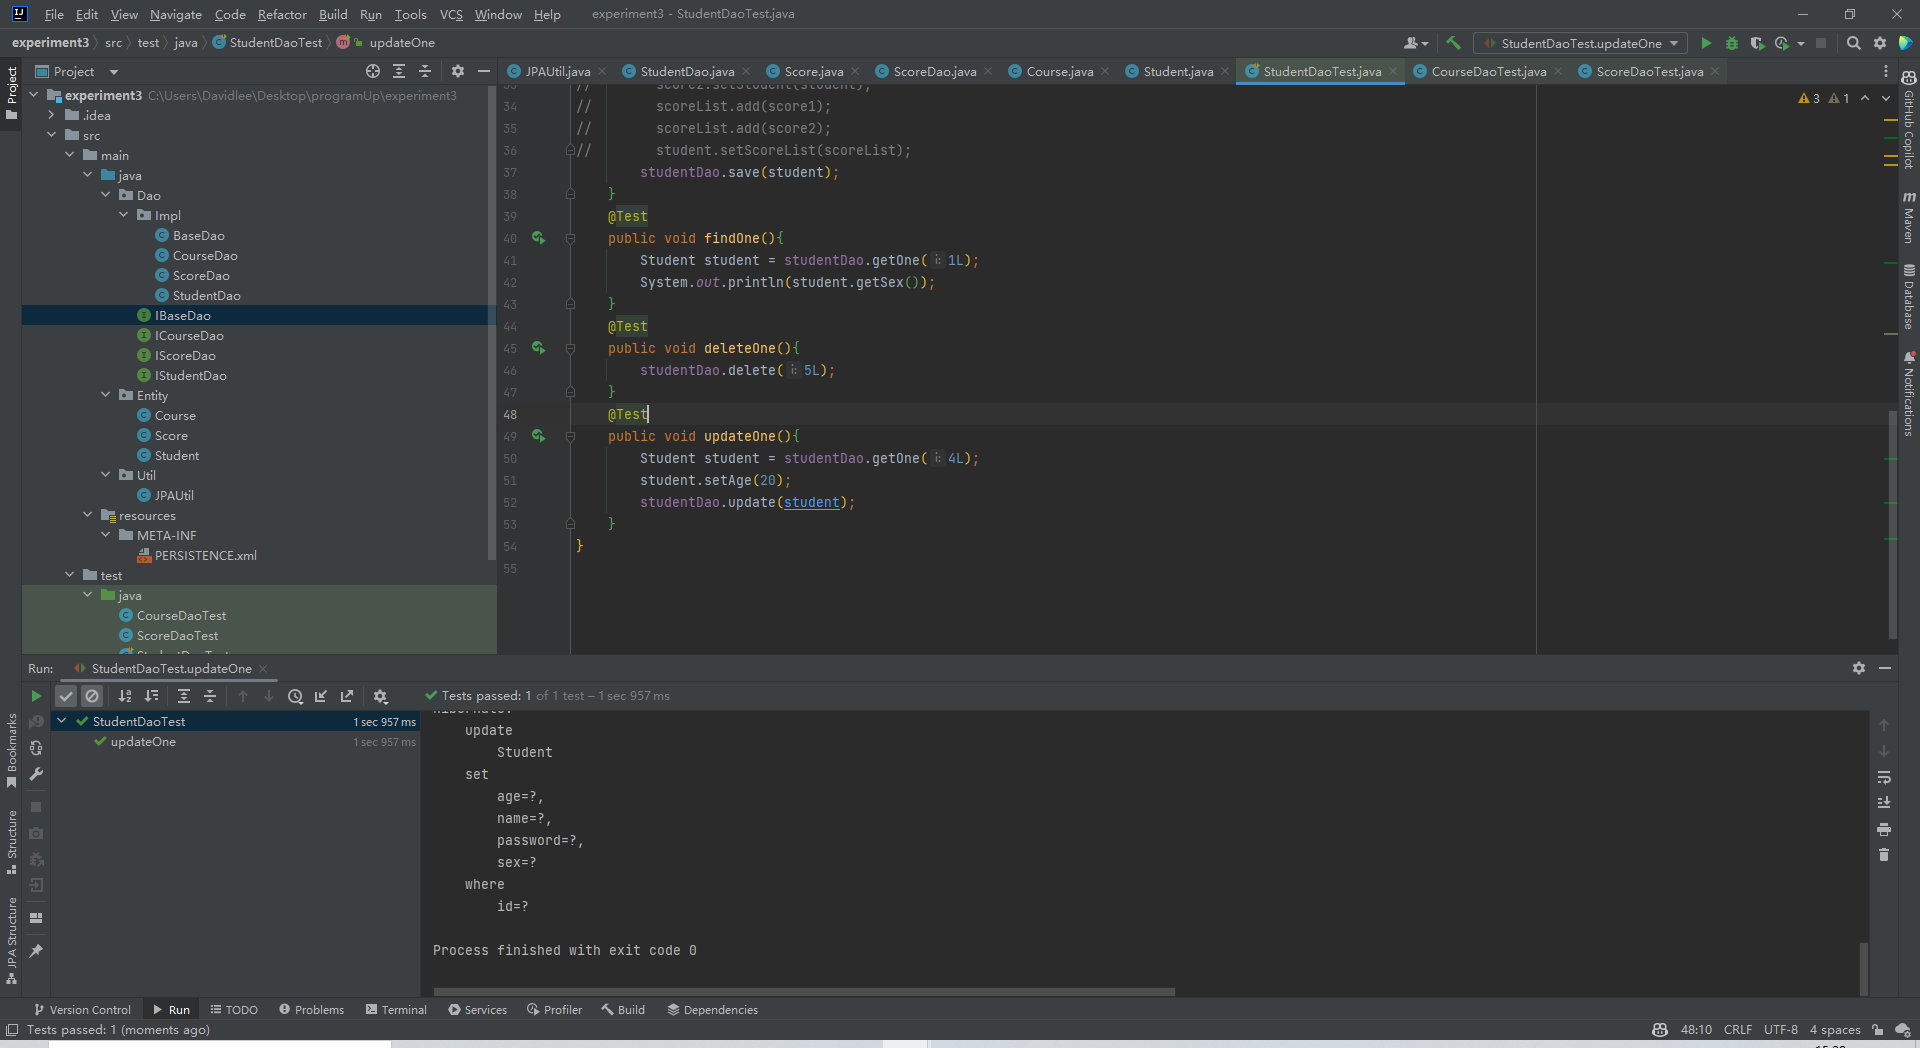 File Edit View Navigate Code Refactor Build Run Tools VCS Window Help experiment3 - StudentDaoTest.java
experiment3 src test java StudentDaoTest updateOne
StudentDaoTest.updateOne
Project
JPAUtil.java StudentDao.java Score.java ScoreDao.java Course.java Student.java StudentDaoTest.java CourseDaoTest.java ScoreDaoTest.java
Project
experiment3 C:\Users\Davidlee\Desktop\programUp\experiment3
.idea
src
main
java
Dao
Impl
BaseDao
CourseDao
ScoreDao
StudentDao
IBaseDao
ICourseDao
IScoreDao
IStudentDao
Entity
Course
Score
Student
Util
JPAUtil
resources
META-INF
PERSISTENCE.xml
test
java
CourseDaoTest
ScoreDaoTest
StudentDaoTest
3 1
33 // score2.setStudent(student);
34 // scoreList.add(score1);
35 // scoreList.add(score2);
36 // student.setScoreList(scoreList);
37 studentDao.save(student);
38 }
39 @Test
40 public void findOne(){
41 Student student = studentDao.getOne( i: 1L);
42 System.out.println(student.getSex());
43 }
44 @Test
45 public void deleteOne(){
46 studentDao.delete( i: 5L);
47 }
48 @Test
49 public void updateOne(){
50 Student student = studentDao.getOne( i: 4L);
51 student.setAge(20);
52 studentDao.update(student);
53 }
54 }
55
GitHub Copilot
Maven
Database
Notifications
Run: StudentDaoTest.updateOne
Tests passed: 1 of 1 test – 1 sec 957 ms
StudentDaoTest 1 sec 957 ms
updateOne 1 sec 957 ms
Hibernate:
update
Student
set
age=?,
name=?,
password=?,
sex=?
where
id=?
Process finished with exit code 0
Bookmarks
Structure
JPA Structure
Version Control Run TODO Problems Terminal Services Profiler Build Dependencies
Tests passed: 1 (moments ago)
48:10 CRLF UTF-8 4 spaces